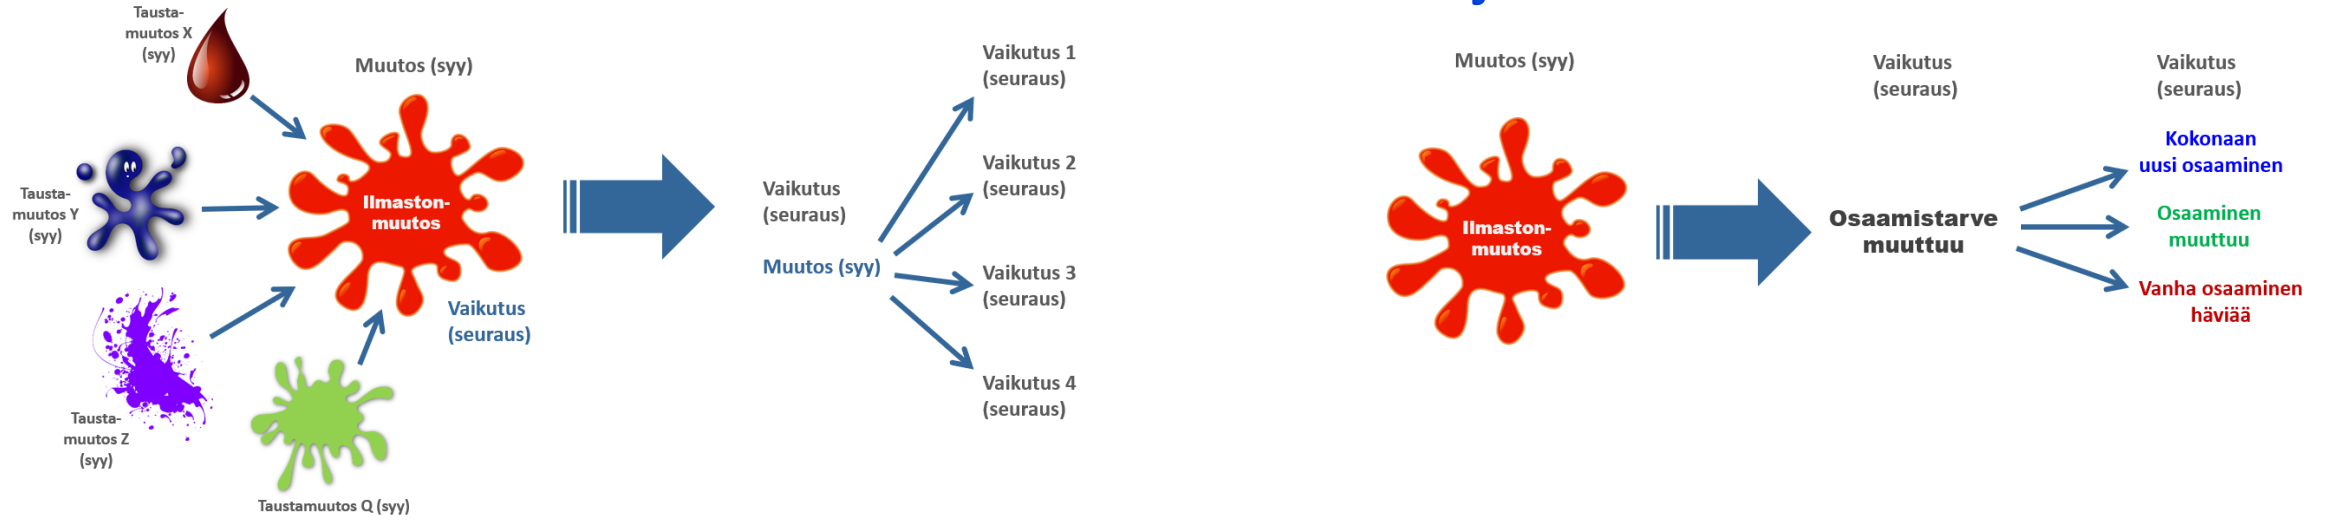 Tausta-
muutos X
(syy)
Muutos (syy)
Tausta-
muutos Y
(syy)
Ilmaston-
muutos
Vaikutus
(seuraus)
Tausta-
muutos Z
(syy)
Taustamuutos Q (syy)
Vaikutus
(seuraus)
Muutos (syy)
Vaikutus 1
(seuraus)
Vaikutus 2
(seuraus)
Vaikutus 3
(seuraus)
Vaikutus 4
(seuraus)
Muutos (syy)
Ilmaston-
muutos
Vaikutus
(seuraus)
Osaamistarve
muuttuu
Vaikutus
(seuraus)
Kokonaan
uusi osaaminen
Osaaminen
muuttuu
Vanha osaaminen
häviää